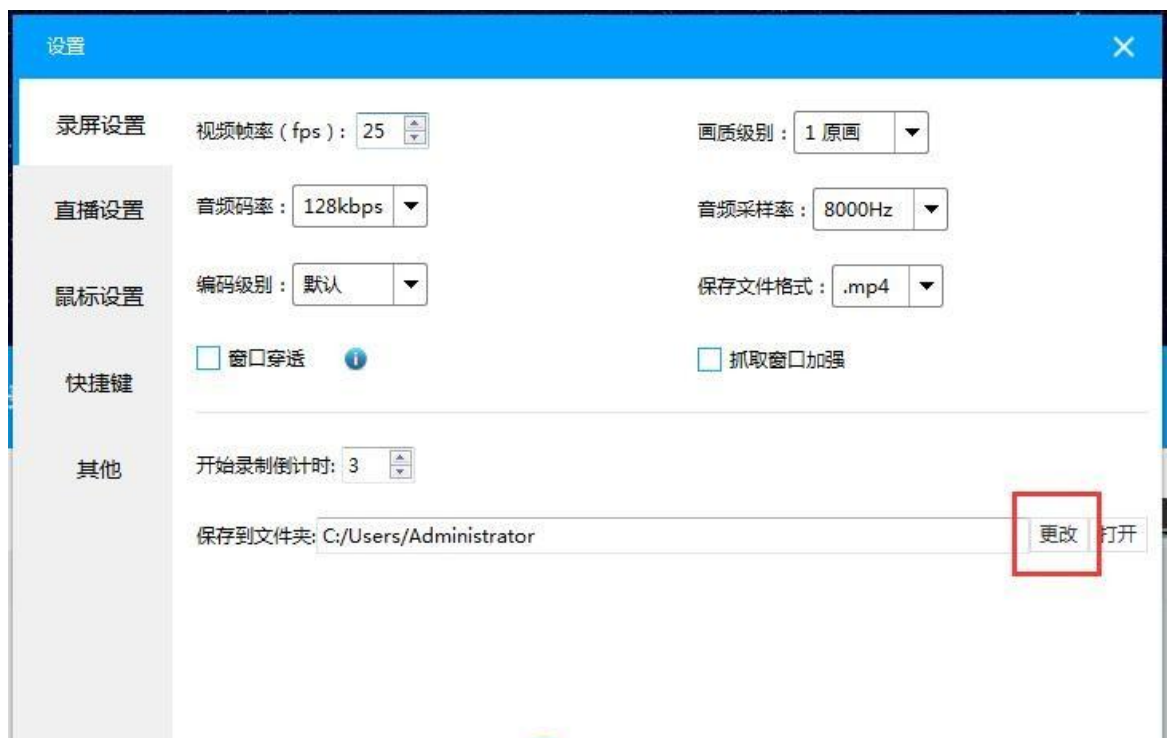 设置
录屏设置
视频帧率（fps）: 25
画质级别： 1 原画
直播设置
音频码率： 128kbps
音频采样率： 8000Hz
鼠标设置
编码级别： 默认
保存文件格式： .mp4
窗口穿透
抓取窗口加强
快捷键
其他
开始录制倒计时: 3
保存到文件夹: C:/Users/Administrator 更改 打开